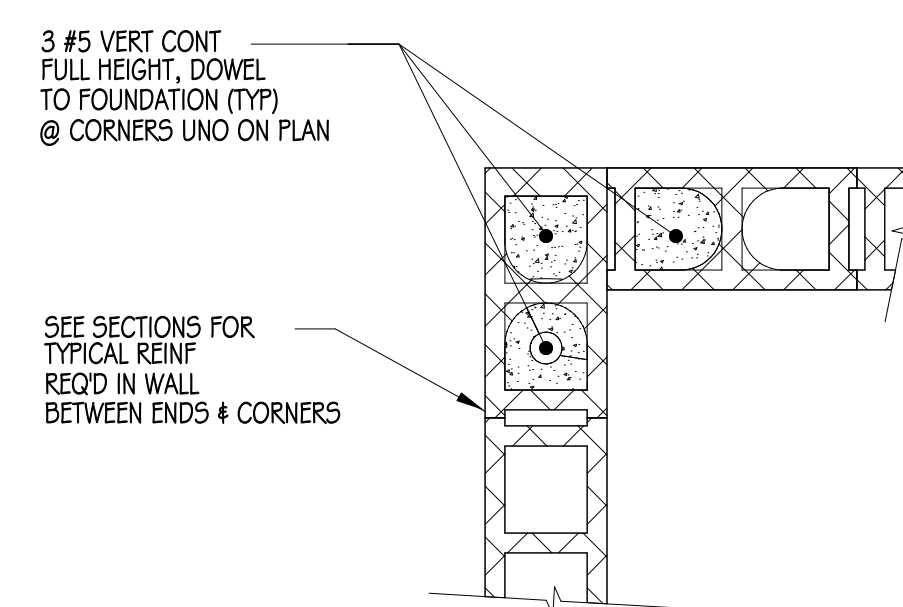 3 #5 VERT CONT
FULL HEIGHT, DOWEL
TO FOUNDATION (TYP)
@ CORNERS UNO ON PLAN
SEE SECTIONS FOR
TYPICAL REINF
REQ'D IN WALL
BETWEEN ENDS & CORNERS